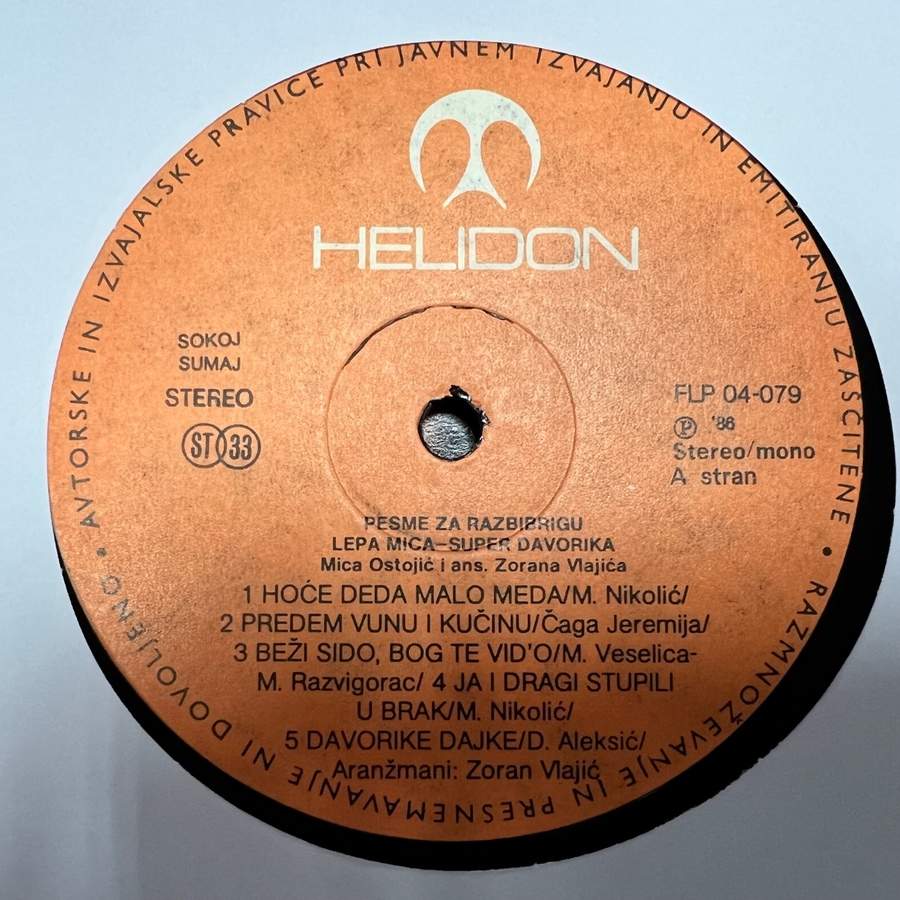 AVTORSKE IN IZVAJALSKE PRAVICE PRI JAVNEM IZVAJANJU IN EMITIRANJU ZAŠČITENE • RAZMNOŽEVANJE IN PRESNEMAVANJE NI DOVOLJENO •
HELIDON
SOKOJ
SUMAJ
STEREO
ST 33
FLP 04-079
Ⓟ '86
Stereo/mono
A stran
PESME ZA RAZBIBRIGU
LEPA MICA-SUPER DAVORIKA
Mica Ostojić i ans. Zorana Vlajića
1 HOĆE DEDA MALO MEDA/M. Nikolić/
2 PREDEM VUNU I KUČINU/Čaga Jeremija/
3 BEŽI SIDO, BOG TE VID'O/M. Veselica-
M. Razvigorac/ 4 JA I DRAGI STUPILI
U BRAK/M. Nikolić/
5 DAVORIKE DAJKE/D. Aleksić/
Aranžmani: Zoran Vlajić